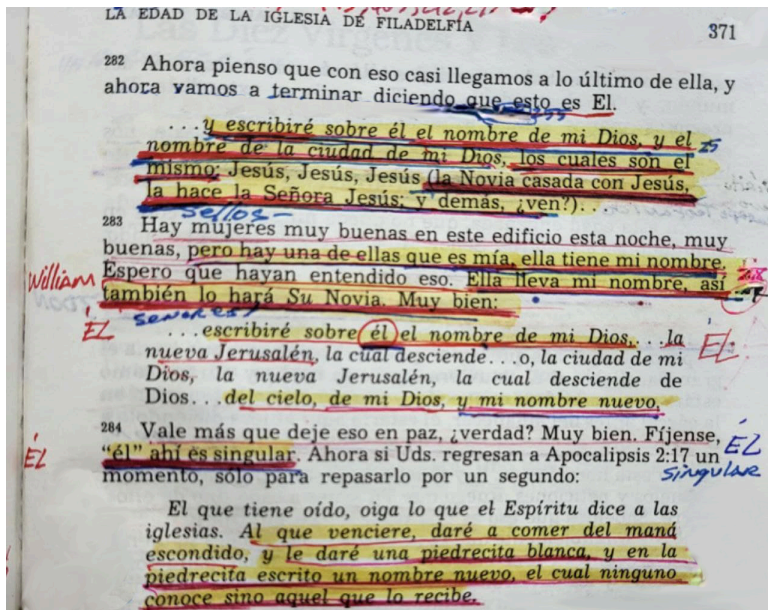 LA EDAD DE LA IGLESIA DE FILADELFIA
371
282 Ahora pienso que con eso casi llegamos a lo último de ella, y
ahora vamos a terminar diciendo que esto es El.
. . .y escribiré sobre él el nombre de mi Dios, y el
25
nombre de la ciudad de mi Dios, los cuales son el
mismo: Jesús, Jesús, Jesús (la Novia casada con Jesús,
la hace la Señora Jesús; y demás, ¿ven?). . .
sellos-
283 Hay mujeres muy buenas en este edificio esta noche, muy
buenas, pero hay una de ellas que es mía, ella tiene mi nombre.
William
Espero que hayan entendido eso. Ella lleva mi nombre, así
también lo hará Su Novia. Muy bien:
señores
ÉL
. . .escribiré sobre él el nombre de mi Dios,. . .la
EL
nueva Jerusalén, la cual desciende. . .o, la ciudad de mi
Dios, la nueva Jerusalén, la cual desciende de
Dios. . .del cielo, de mi Dios, y mi nombre nuevo.
284 Vale más que deje eso en paz, ¿verdad? Muy bien. Fíjense,
ÉL
ÉL
"él" ahí es singular. Ahora si Uds. regresan a Apocalipsis 2:17 un
singular
momento, sólo para repasarlo por un segundo:
El que tiene oído, oiga lo que el Espíritu dice a las
iglesias. Al que venciere, daré a comer del maná
escondido, y le daré una piedrecita blanca, y en la
piedrecita escrito un nombre nuevo, el cual ninguno
conoce sino aquel que lo recibe.